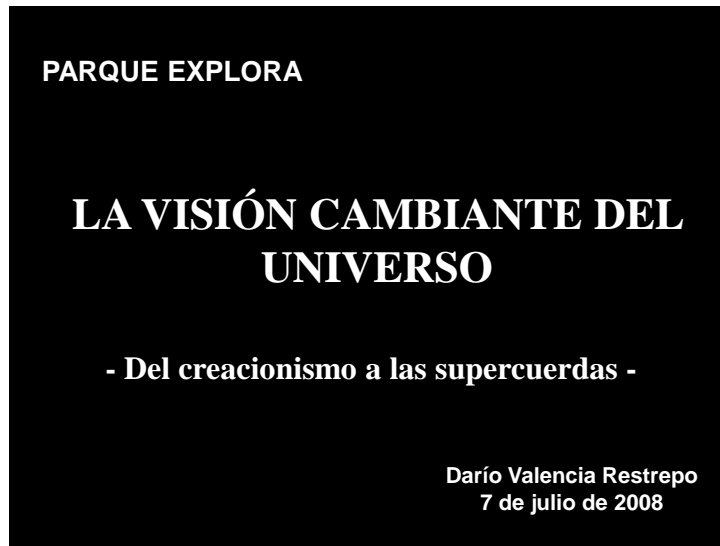 PARQUE EXPLORA
LA VISIÓN CAMBIANTE DEL
UNIVERSO
- Del creacionismo a las supercuerdas -
Darío Valencia Restrepo
7 de julio de 2008